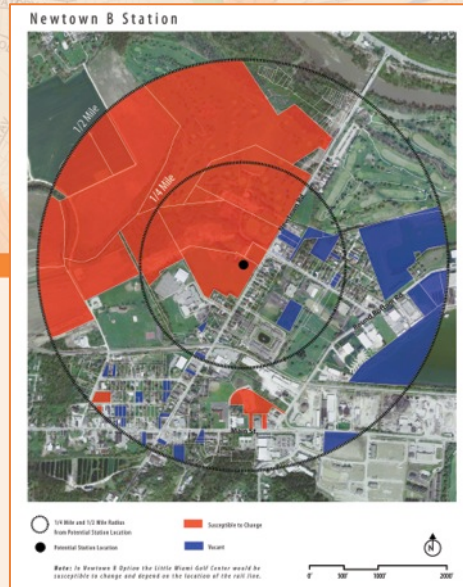 Newtown B Station
1/2 Mile
1/4 Mile
1/4 Mile and 1/2 Mile Radius
from Potential Station Location
Potential Station Location
Susceptible to Change
Vacant
Note: In Newtown B Option the Little Miami Golf Center would be
susceptible to change and depend on the location of the rail line.
0'
500'
1000'
2000'